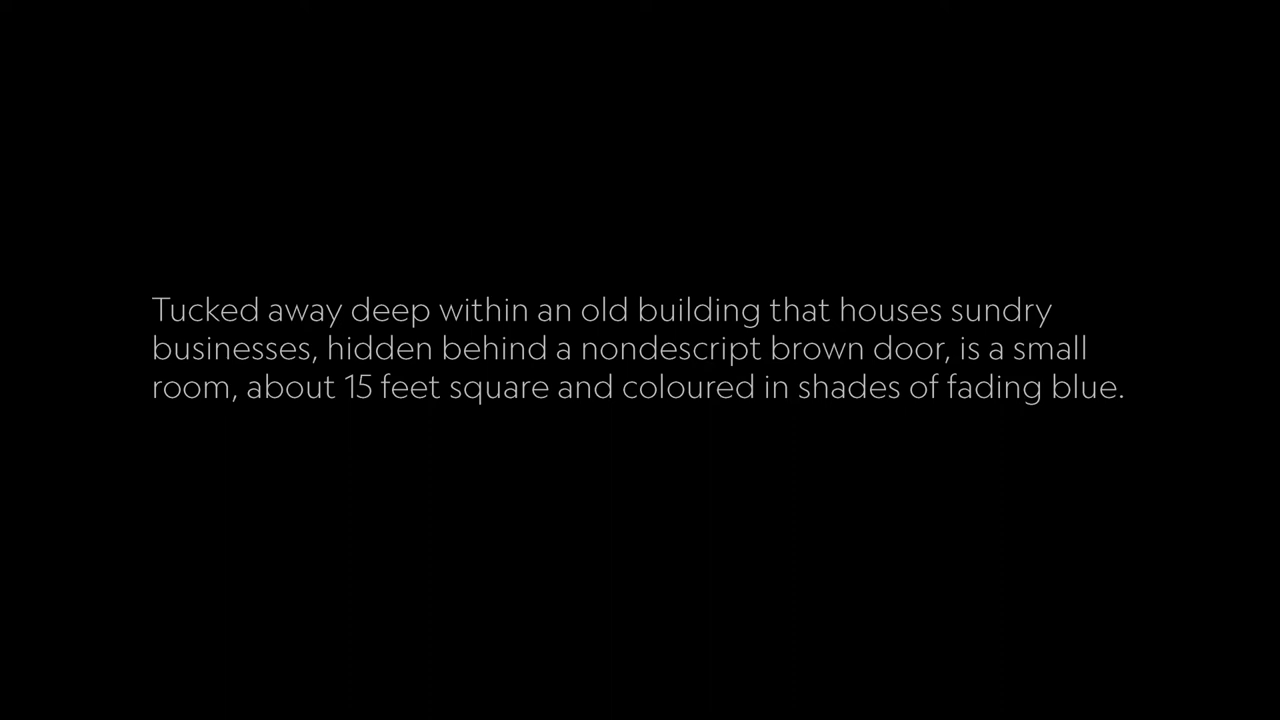 Tucked away deep within an old building that houses sundry
businesses, hidden behind a nondescript brown door, is a small
room, about 15 feet square and coloured in shades of fading blue.